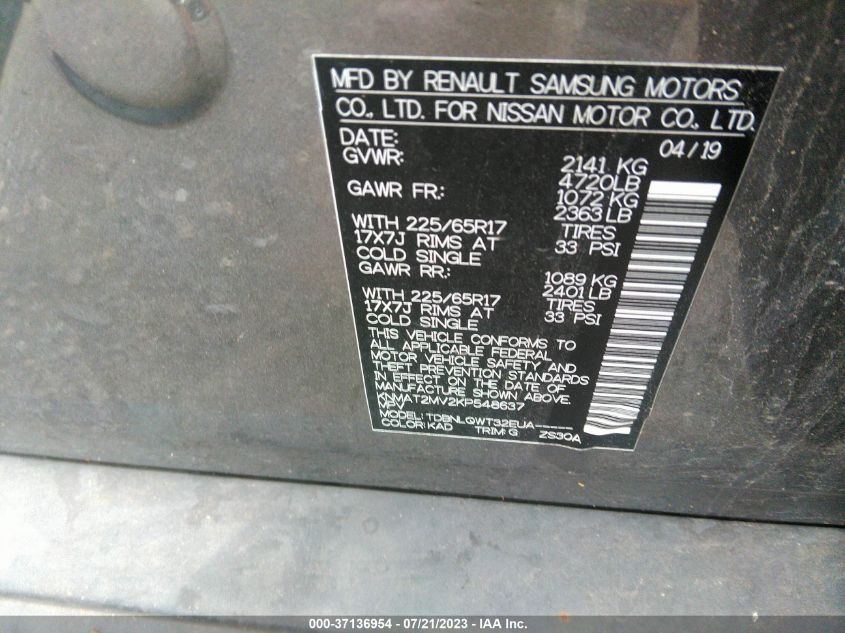 MFD BY RENAULT SAMSUNG MOTORS
CO., LTD. FOR NISSAN MOTOR CO., LTD.
DATE: 04/19
GVWR: 2141 KG
4720LB
GAWR FR: 1072 KG
2363 LB
WITH 225/65R17 TIRES
17X7J RIMS AT 33 PSI
COLD SINGLE
GAWR RR: 1089 KG
2401 LB
WITH 225/65R17 TIRES
17X7J RIMS AT 33 PSI
COLD SINGLE
THIS VEHICLE CONFORMS TO
ALL APPLICABLE FEDERAL
MOTOR VEHICLE SAFETY AND
THEFT PREVENTION STANDARDS
IN EFFECT ON THE DATE OF
MANUFACTURE SHOWN ABOVE.
KNMAT2MV2KP548637
MPV
MODEL: TDBNLQWT32EUA-----
COLOR: KAD TRIM: G ZS30A
000-37136954 - 07/21/2023 - IAA Inc.